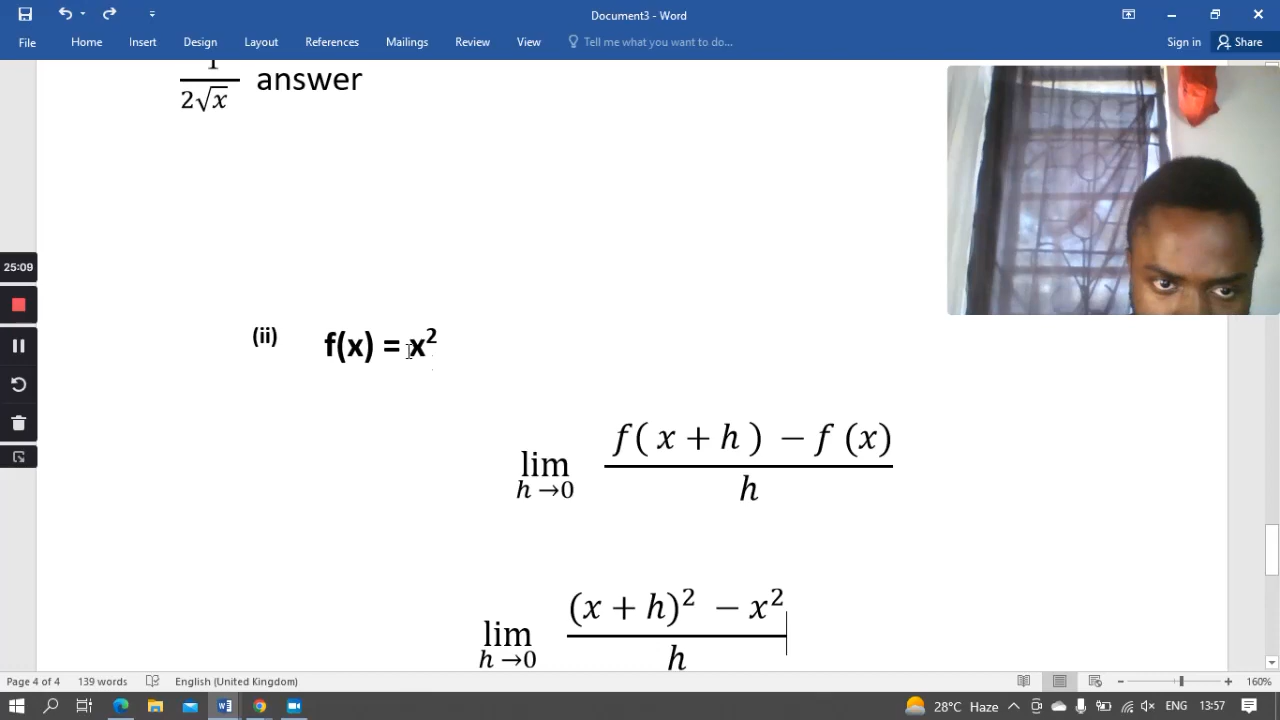 Document3 - Word
File Home Insert Design Layout References Mailings Review View Tell me what you want to do... Sign in Share
1
2√x answer
25:09
(ii) f(x) = x²
f( x + h ) − f (x)
lim
h →0
h
(x + h)² − x²
lim
h →0
h
Page 4 of 4 139 words English (United Kingdom) 160%
28°C Haze ENG 13:57